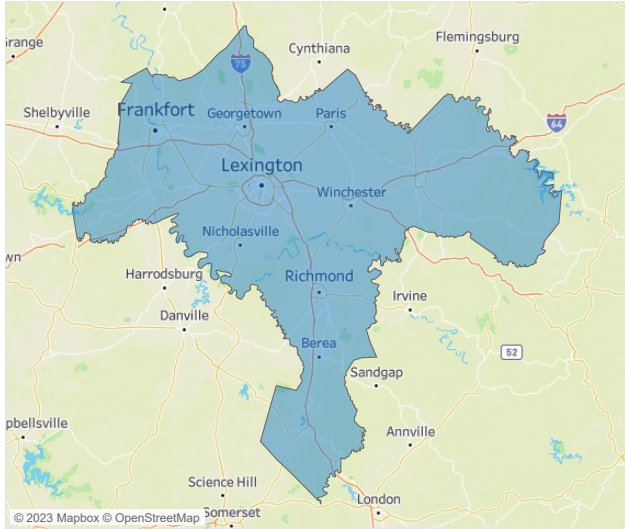 Grange
Cynthiana
Flemingsburg
75
Shelbyville
Frankfort
Georgetown
Paris
64
Lexington
Winchester
Nicholasville
wn
Harrodsburg
Richmond
Irvine
Danville
Berea
52
Sandgap
pbellsville
Annville
Science Hill
London
Somerset
© 2023 Mapbox © OpenStreetMap